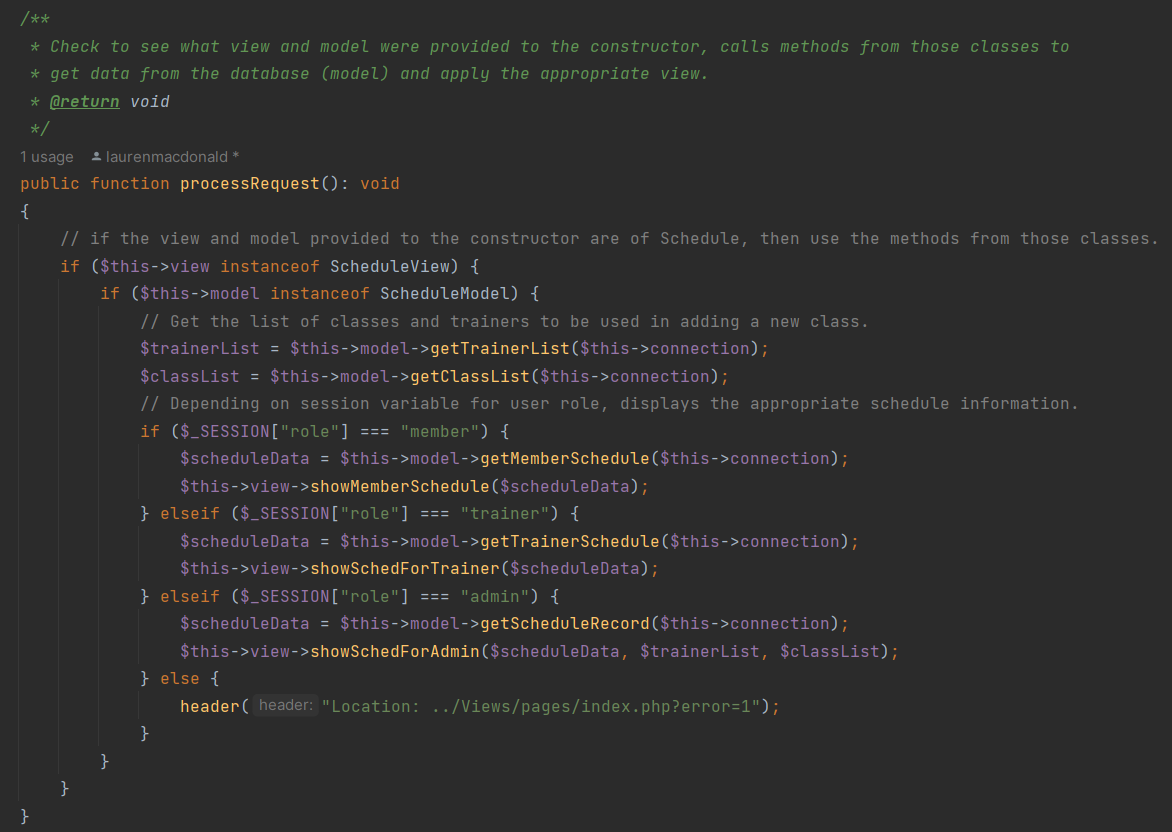 /**
 * Check to see what view and model were provided to the constructor, calls methods from those classes to
 * get data from the database (model) and apply the appropriate view.
 * @return void
 */
1 usage laurenmacdonald *
public function processRequest(): void
{
    // if the view and model provided to the constructor are of Schedule, then use the methods from those classes.
    if ($this->view instanceof ScheduleView) {
        if ($this->model instanceof ScheduleModel) {
            // Get the list of classes and trainers to be used in adding a new class.
            $trainerList = $this->model->getTrainerList($this->connection);
            $classList = $this->model->getClassList($this->connection);
            // Depending on session variable for user role, displays the appropriate schedule information.
            if ($_SESSION["role"] === "member") {
                $scheduleData = $this->model->getMemberSchedule($this->connection);
                $this->view->showMemberSchedule($scheduleData);
            } elseif ($_SESSION["role"] === "trainer") {
                $scheduleData = $this->model->getTrainerSchedule($this->connection);
                $this->view->showSchedForTrainer($scheduleData);
            } elseif ($_SESSION["role"] === "admin") {
                $scheduleData = $this->model->getScheduleRecord($this->connection);
                $this->view->showSchedForAdmin($scheduleData, $trainerList, $classList);
            } else {
                header( header: "Location: ../Views/pages/index.php?error=1");
            }
        }
    }
}